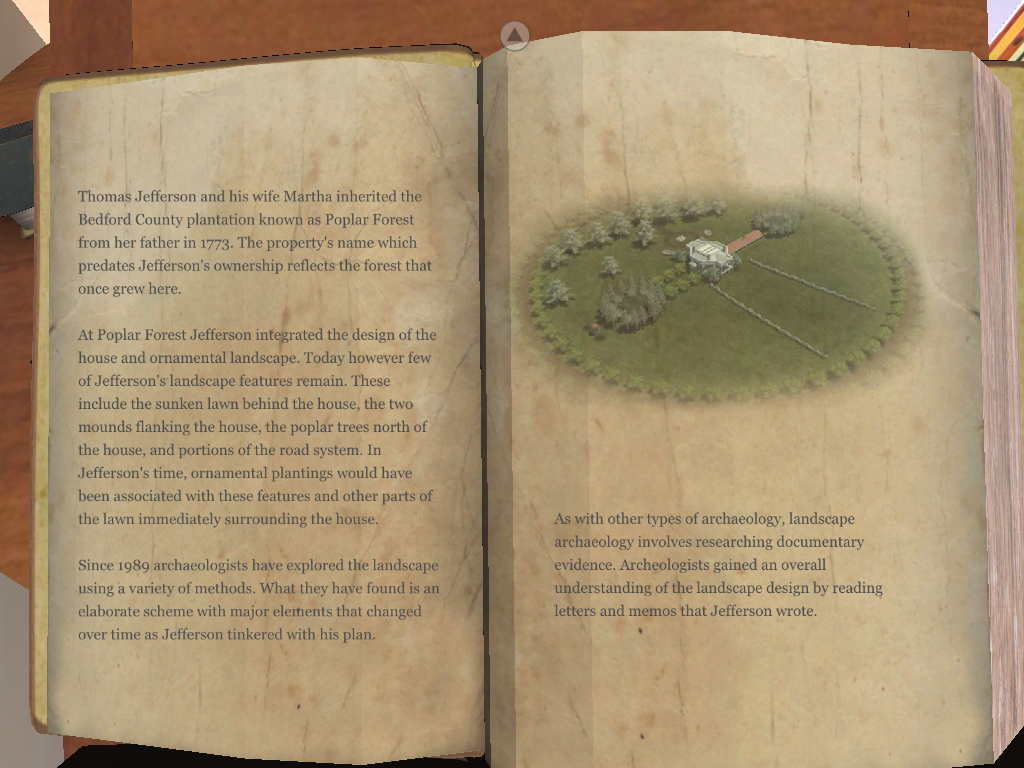 Thomas Jefferson and his wife Martha inherited the
Bedford County plantation known as Poplar Forest
from her father in 1773. The property's name which
predates Jefferson's ownership reflects the forest that
once grew here.
At Poplar Forest Jefferson integrated the design of the
house and ornamental landscape. Today however few
of Jefferson's landscape features remain. These
include the sunken lawn behind the house, the two
mounds flanking the house, the poplar trees north of
the house, and portions of the road system. In
Jefferson's time, ornamental plantings would have
been associated with these features and other parts of
the lawn immediately surrounding the house.
Since 1989 archaeologists have explored the landscape
using a variety of methods. What they have found is an
elaborate scheme with major elements that changed
over time as Jefferson tinkered with his plan.
As with other types of archaeology, landscape
archaeology involves researching documentary
evidence. Archeologists gained an overall
understanding of the landscape design by reading
letters and memos that Jefferson wrote.